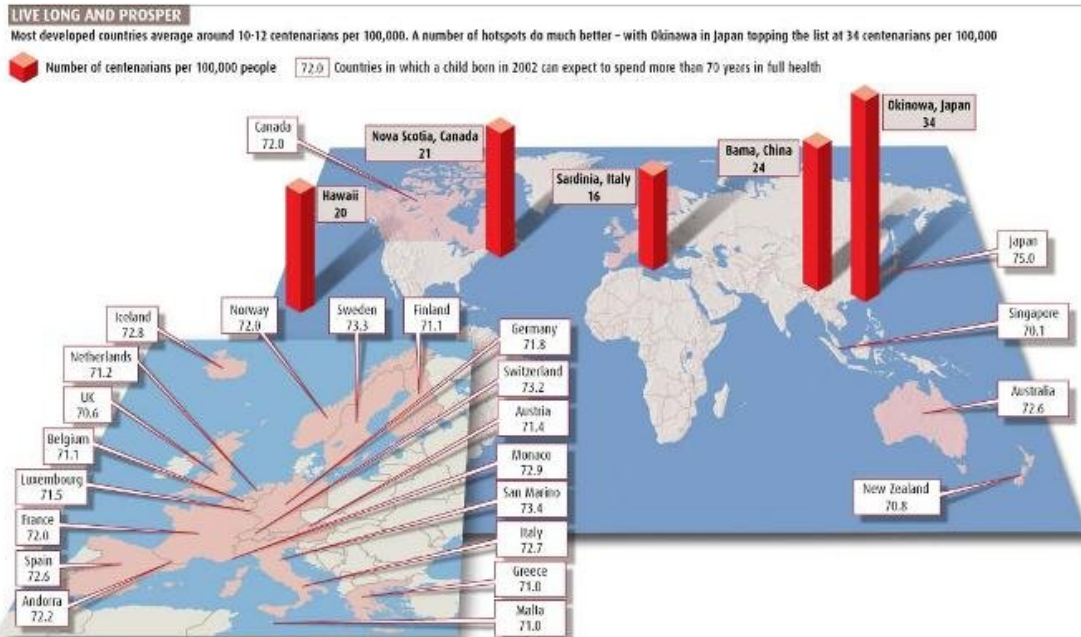 LIVE LONG AND PROSPER
Most developed countries average around 10-12 centenarians per 100,000. A number of hotspots do much better – with Okinawa in Japan topping the list at 34 centenarians per 100,000
Number of centenarians per 100,000 people
72.0
Countries in which a child born in 2002 can expect to spend more than 70 years in full health
Okinowa, Japan
34
Canada
72.0
Nova Scotia, Canada
21
Bama, China
24
Sardinia, Italy
16
Hawaii
20
Japan
75.0
Iceland
72.8
Norway
72.0
Sweden
73.3
Finland
71.1
Germany
71.8
Singapore
70.1
Netherlands
71.2
Switzerland
73.2
UK
70.6
Austria
71.4
Australia
72.6
Belgium
71.1
Monaco
72.9
Luxembourg
71.5
San Marino
73.4
New Zealand
70.8
France
72.0
Italy
72.7
Spain
72.6
Greece
71.0
Andorra
72.2
Malta
71.0